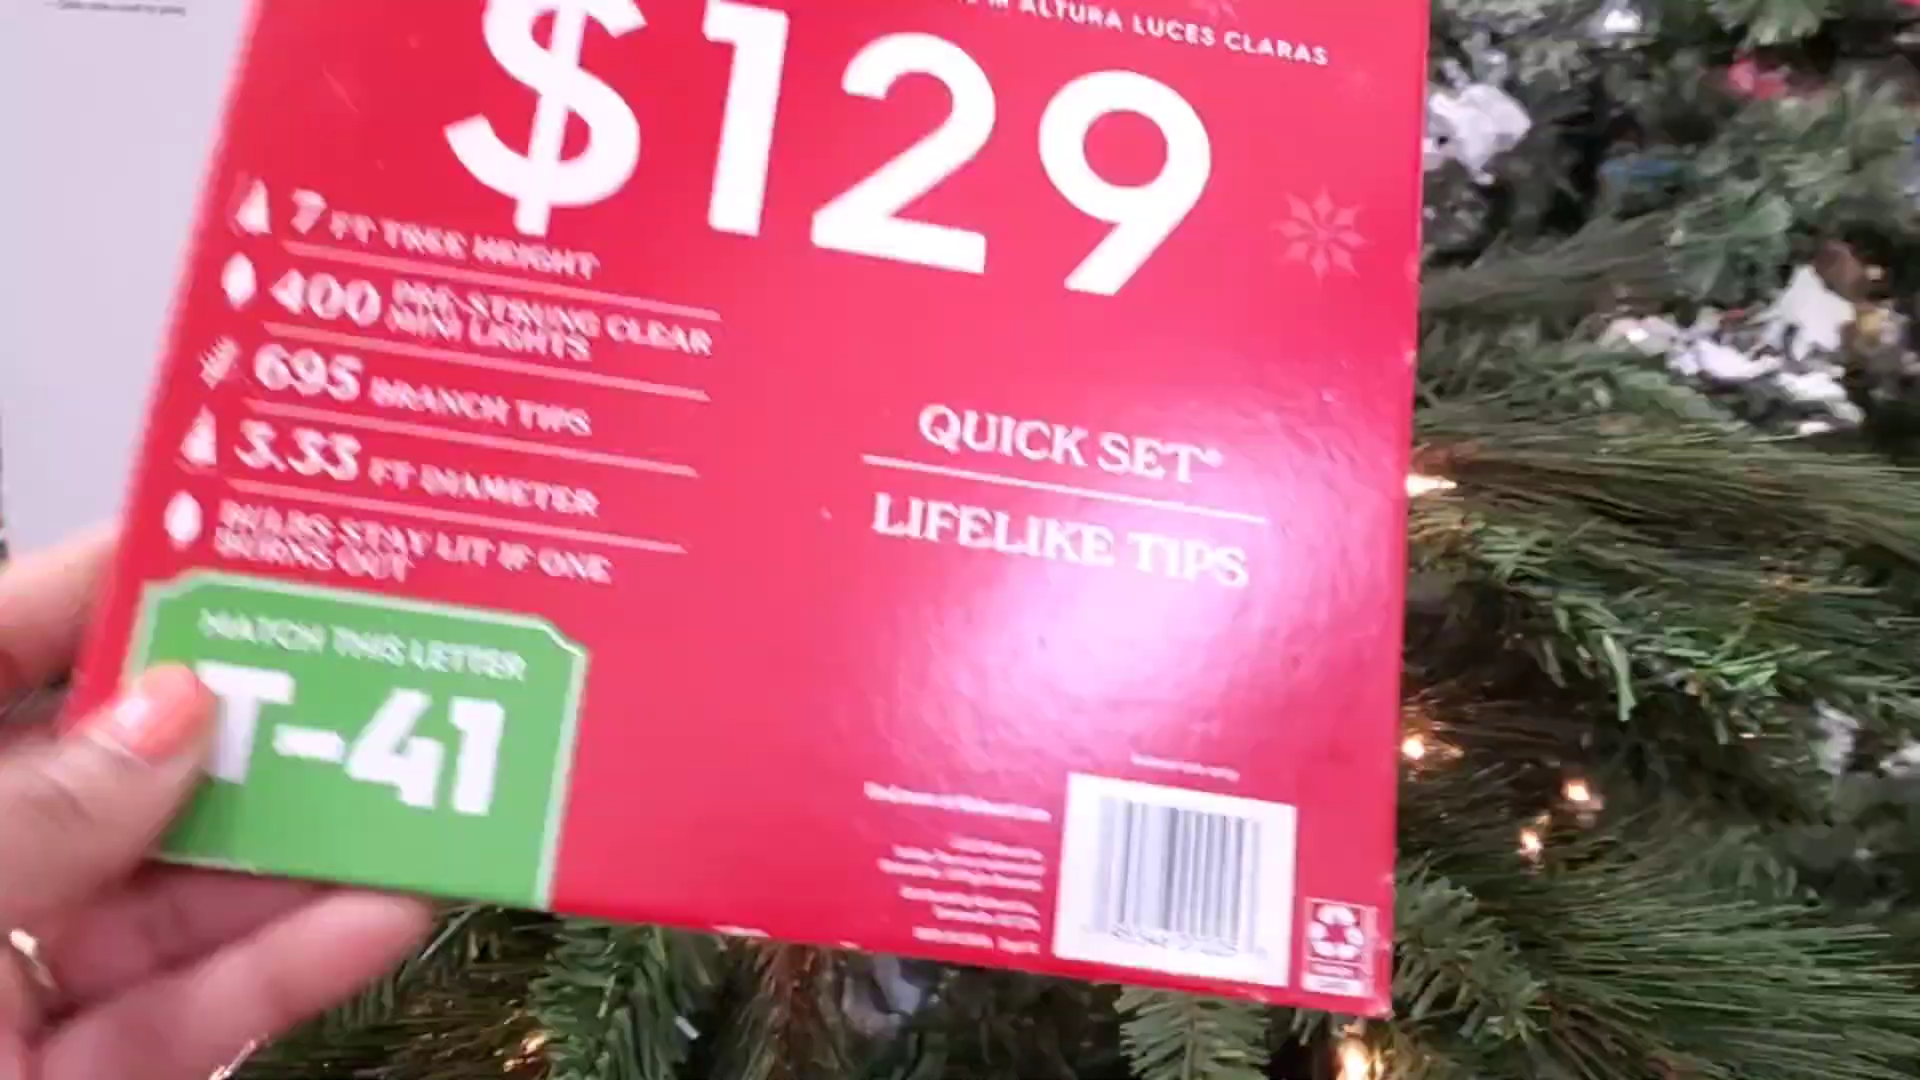 M ALTURA LUCES CLARAS
$129
7 FT TREE HEIGHT
400 PRE-STRUNG CLEAR
MINI LIGHTS
695 BRANCH TIPS
3.33 FT DIAMETER
BULBS STAY LIT IF ONE
BURNS OUT
QUICK SET®
LIFELIKE TIPS
MATCH THIS LETTER
T-41